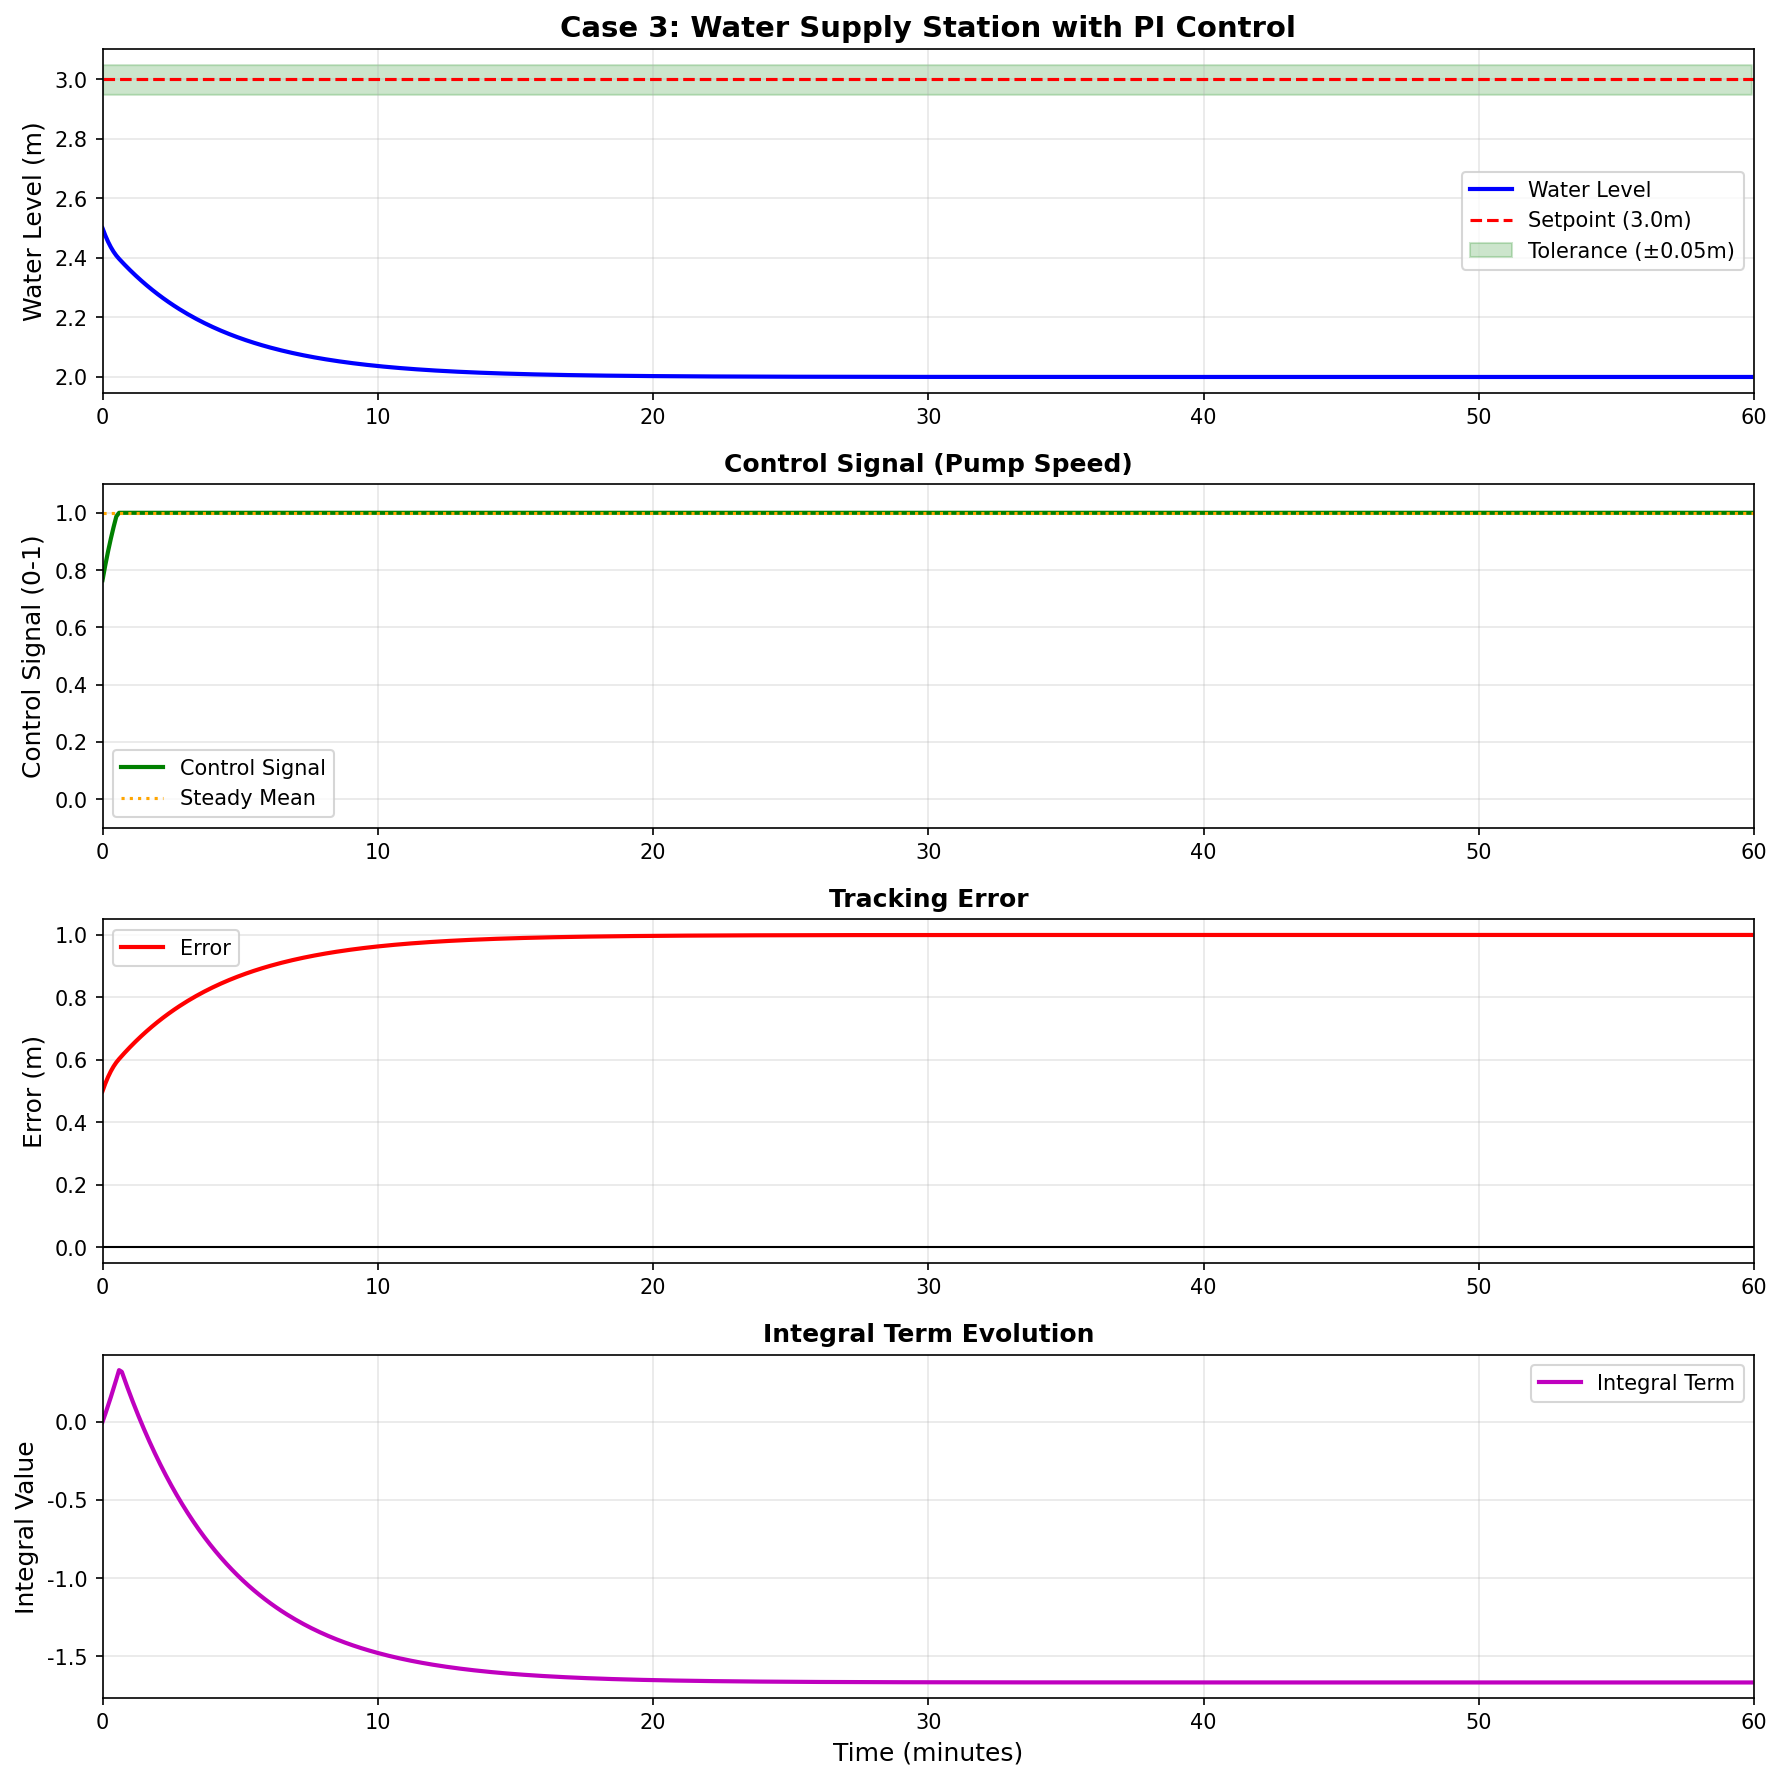 Case 3: Water Supply Station with PI Control
Water Level (m)
3.0
2.8
2.6
2.4
2.2
2.0
Water Level
Setpoint (3.0m)
Tolerance (±0.05m)
0 10 20 30 40 50 60
Control Signal (Pump Speed)
Control Signal (0-1)
1.0
0.8
0.6
0.4
0.2
0.0
Control Signal
Steady Mean
0 10 20 30 40 50 60
Tracking Error
Error (m)
1.0
0.8
0.6
0.4
0.2
0.0
Error
0 10 20 30 40 50 60
Integral Term Evolution
Integral Value
0.0
-0.5
-1.0
-1.5
Integral Term
0 10 20 30 40 50 60
Time (minutes)